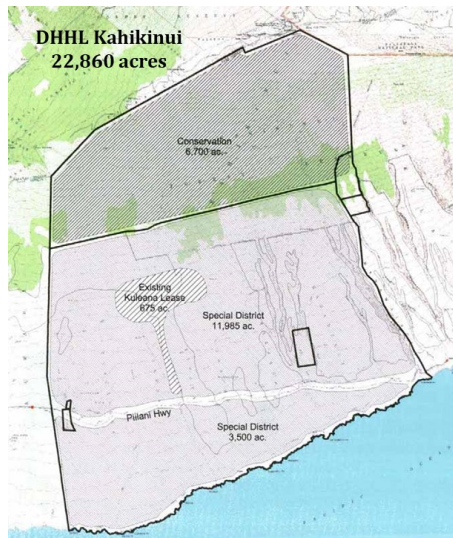 DHHL Kahikinui
22,860 acres
Conservation
6,700 ac.
Existing
Kuleana Lease
675 ac.
Special District
11,985 ac.
Piilani Hwy
Special District
3,500 ac.